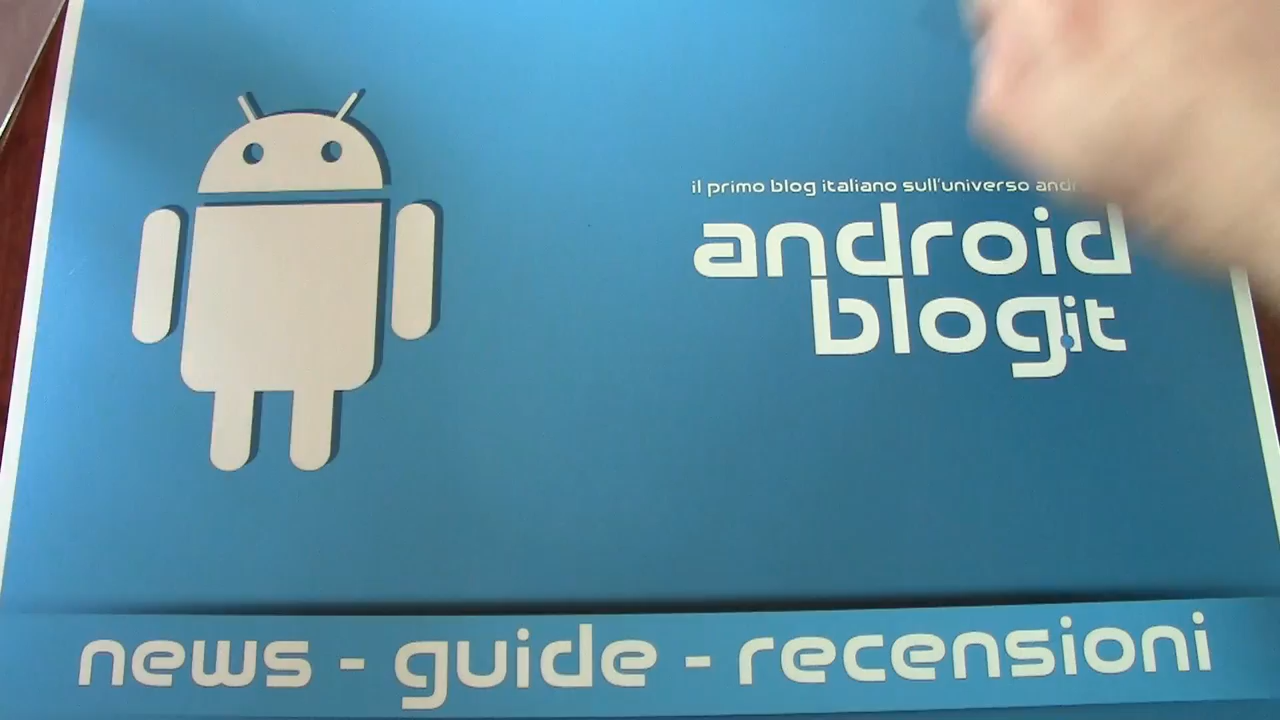 il primo blog italiano sull'universo
android
blog.it
news - guide - recensioni